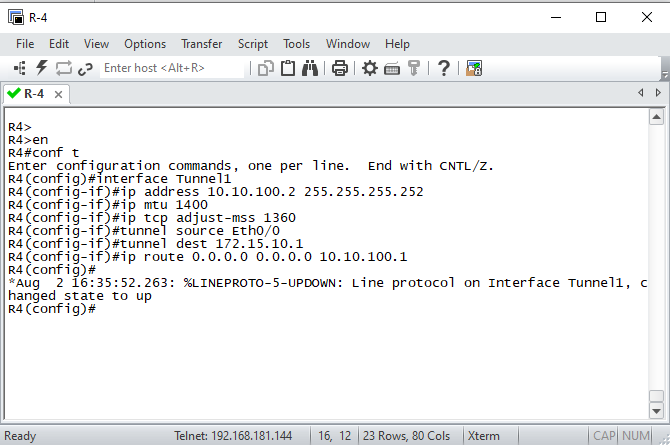 R-4
File Edit View Options Transfer Script Tools Window Help
Enter host <Alt+R>
R-4
R4>
R4>en
R4#conf t
Enter configuration commands, one per line.  End with CNTL/Z.
R4(config)#interface Tunnel1
R4(config-if)#ip address 10.10.100.2 255.255.255.252
R4(config-if)#ip mtu 1400
R4(config-if)#ip tcp adjust-mss 1360
R4(config-if)#tunnel source Eth0/0
R4(config-if)#tunnel dest 172.15.10.1
R4(config-if)#ip route 0.0.0.0 0.0.0.0 10.10.100.1
R4(config)#
*Aug  2 16:35:52.263: %LINEPROTO-5-UPDOWN: Line protocol on Interface Tunnel1, c
hanged state to up
R4(config)#
Ready Telnet: 192.168.181.144 16, 12 23 Rows, 80 Cols Xterm CAP NUM